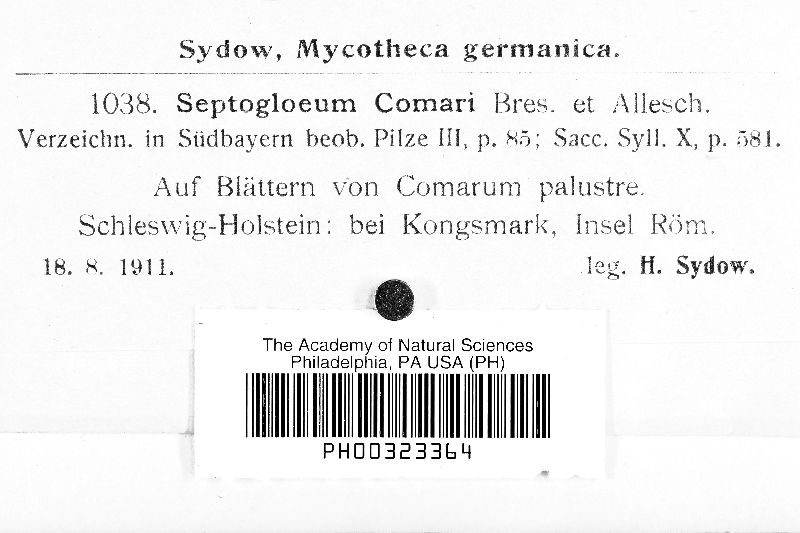 Sydow, Mycotheca germanica.
1038. Septogloeum Comari Bres. et Allesch.
Verzeichn. in Südbayern beob. Pilze III, p. 85; Sacc. Syll. X, p. 581.
Auf Blättern von Comarum palustre.
Schleswig-Holstein: bei Kongsmark, Insel Röm.
18. 8. 1911. leg. H. Sydow.
The Academy of Natural Sciences
Philadelphia, PA USA (PH)
PH00323364